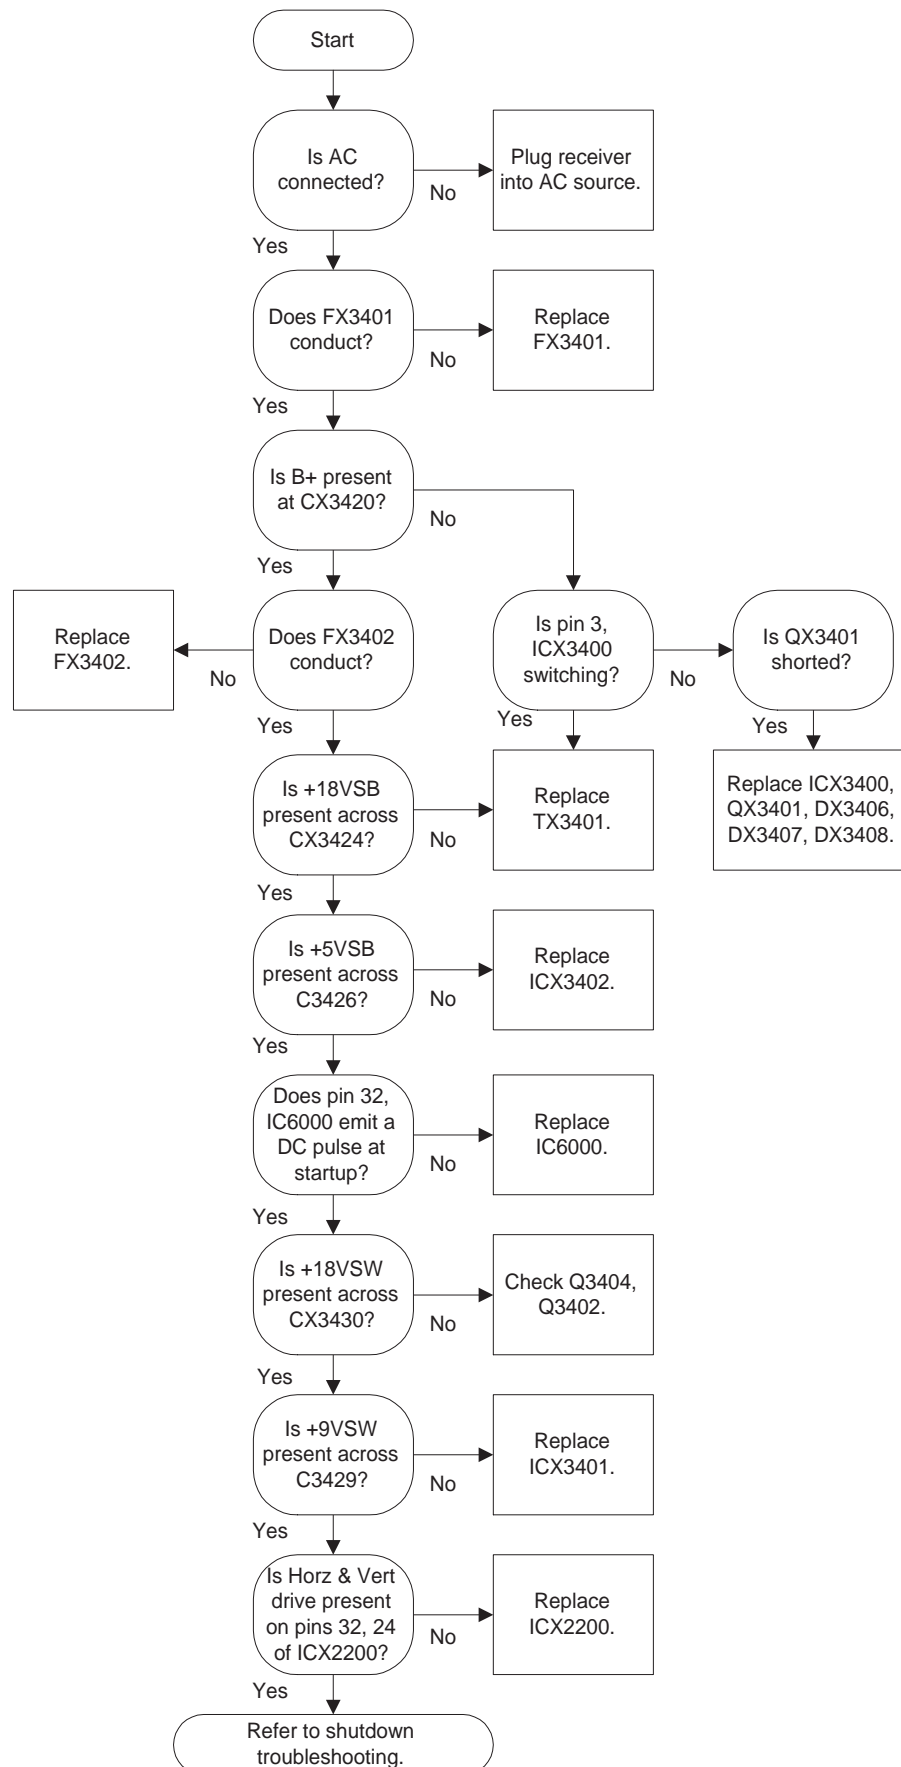 Start
Is AC
connected?
No
Plug receiver
into AC source.
Yes
Does FX3401
conduct?
No
Replace
FX3401.
Yes
Is B+ present
at CX3420?
No
Yes
Replace
FX3402.
No
Does FX3402
conduct?
Is pin 3,
ICX3400
switching?
No
Is QX3401
shorted?
Yes
Yes
Yes
Is +18VSB
present across
CX3424?
No
Replace
TX3401.
Replace ICX3400,
QX3401, DX3406,
DX3407, DX3408.
Yes
Is +5VSB
present across
C3426?
No
Replace
ICX3402.
Yes
Does pin 32,
IC6000 emit a
DC pulse at
startup?
No
Replace
IC6000.
Yes
Is +18VSW
present across
CX3430?
No
Check Q3404,
Q3402.
Yes
Is +9VSW
present across
C3429?
No
Replace
ICX3401.
Yes
Is Horz & Vert
drive present
on pins 32, 24
of ICX2200?
No
Replace
ICX2200.
Yes
Refer to shutdown
troubleshooting.